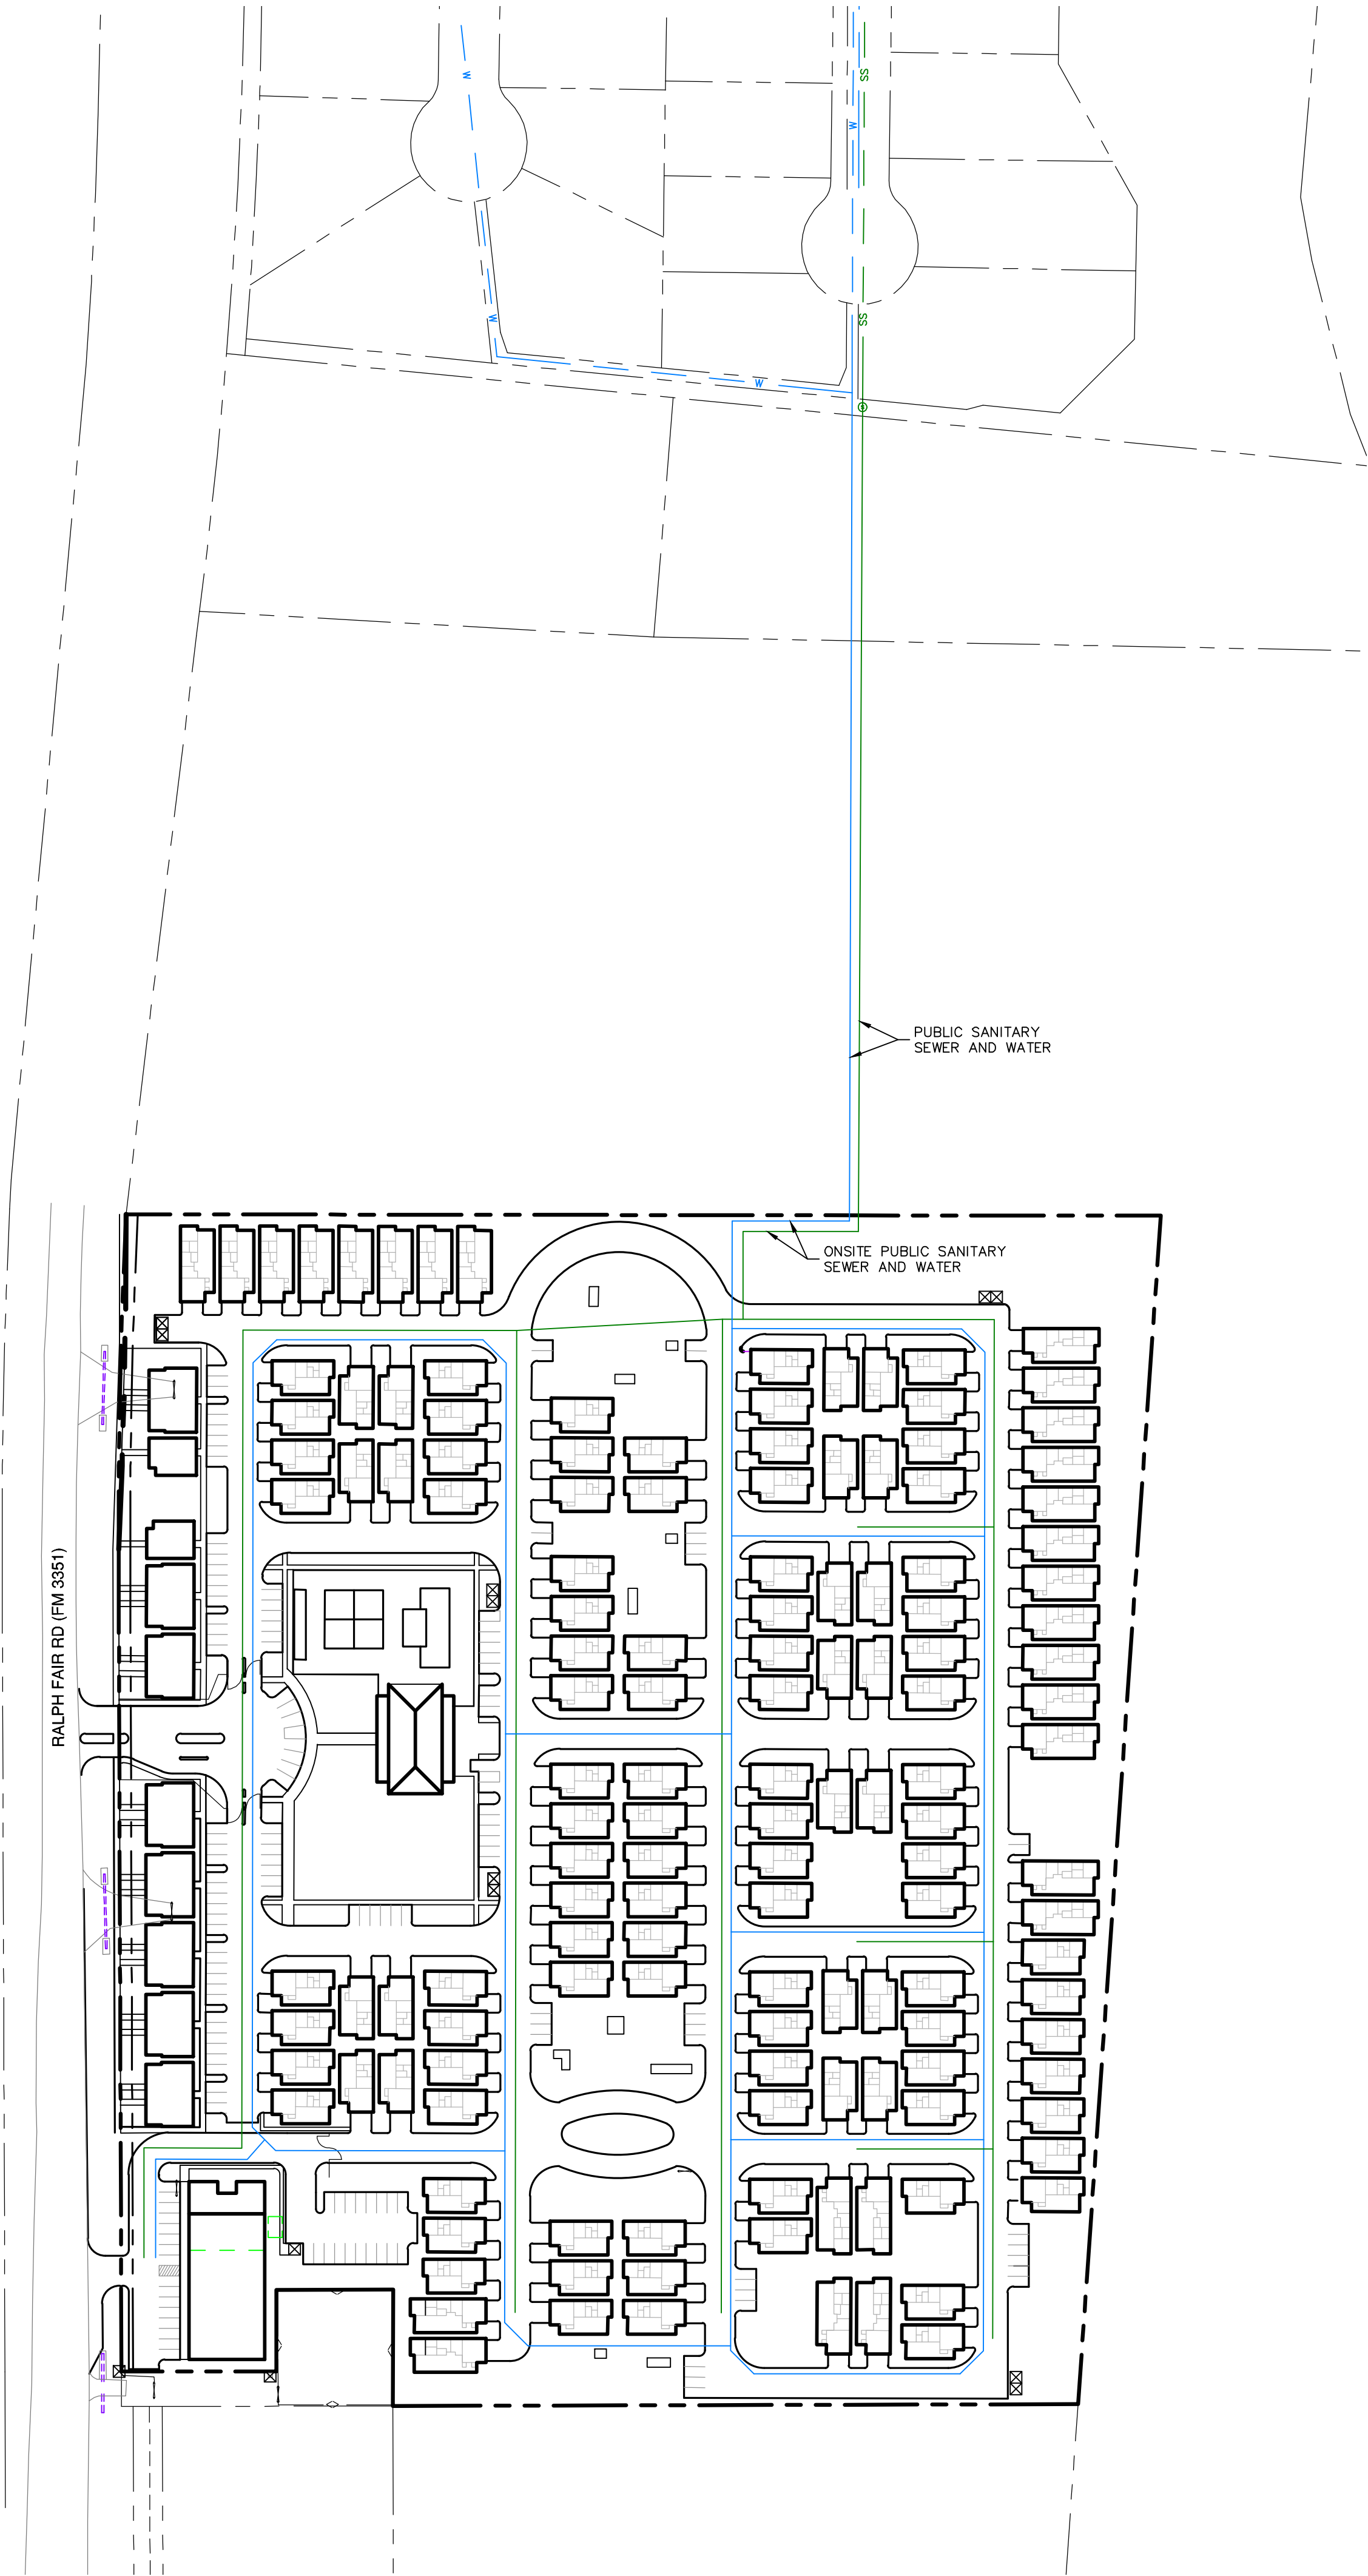 W
SS
W
W
SS
W
PUBLIC SANITARY
SEWER AND WATER
ONSITE PUBLIC SANITARY
SEWER AND WATER
RALPH FAIR RD (FM 3351)